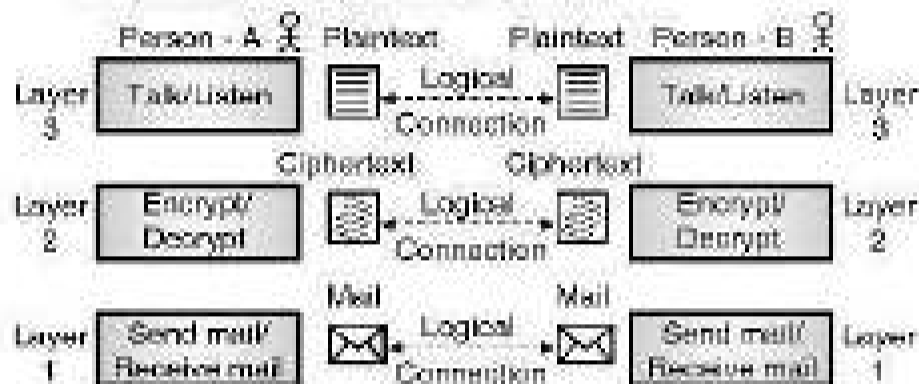 Person - A Plaintext Plaintext Person - B
Layer 3 Talk/Listen Logical Connection Talk/Listen Layer 3
Ciphertext Ciphertext
Layer 2 Encrypt/ Decrypt Logical Connection Encrypt/ Decrypt Layer 2
Mail Mail
Layer 1 Send mail/ Receive mail Logical Connection Send mail/ Receive mail Layer 1